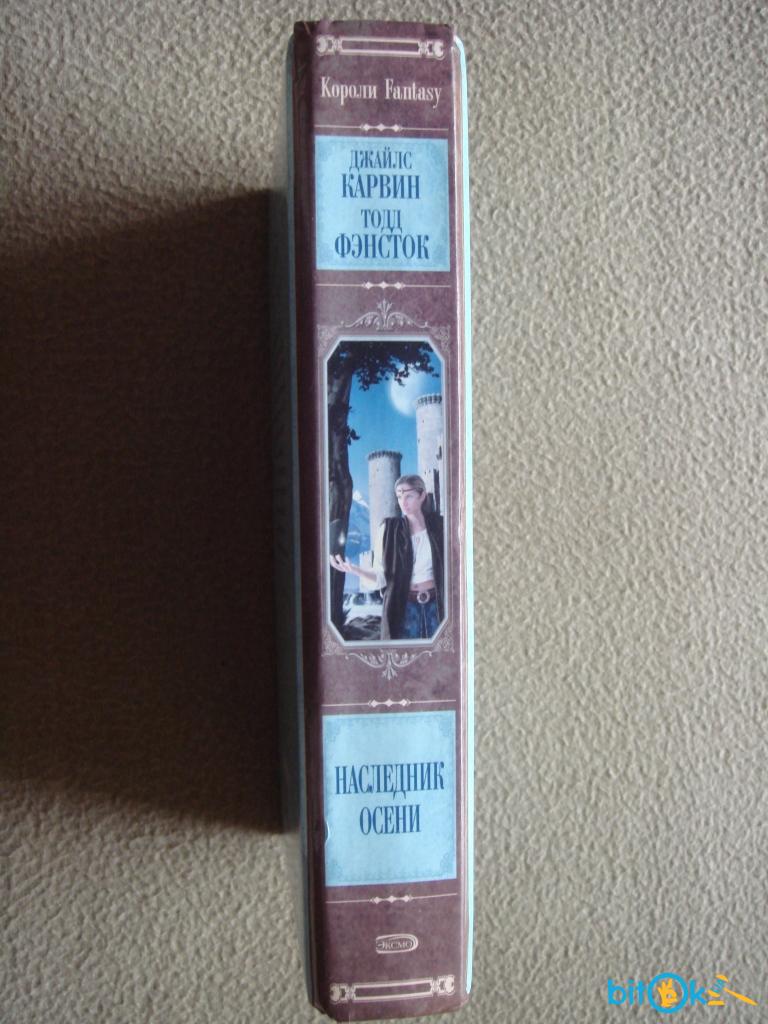 Короли Fantasy
ДЖАЙЛС
КАРВИН
ТОДД
ФЭНСТОК
НАСЛЕДНИК
ОСЕНИ
ЭКСМО
bitOk